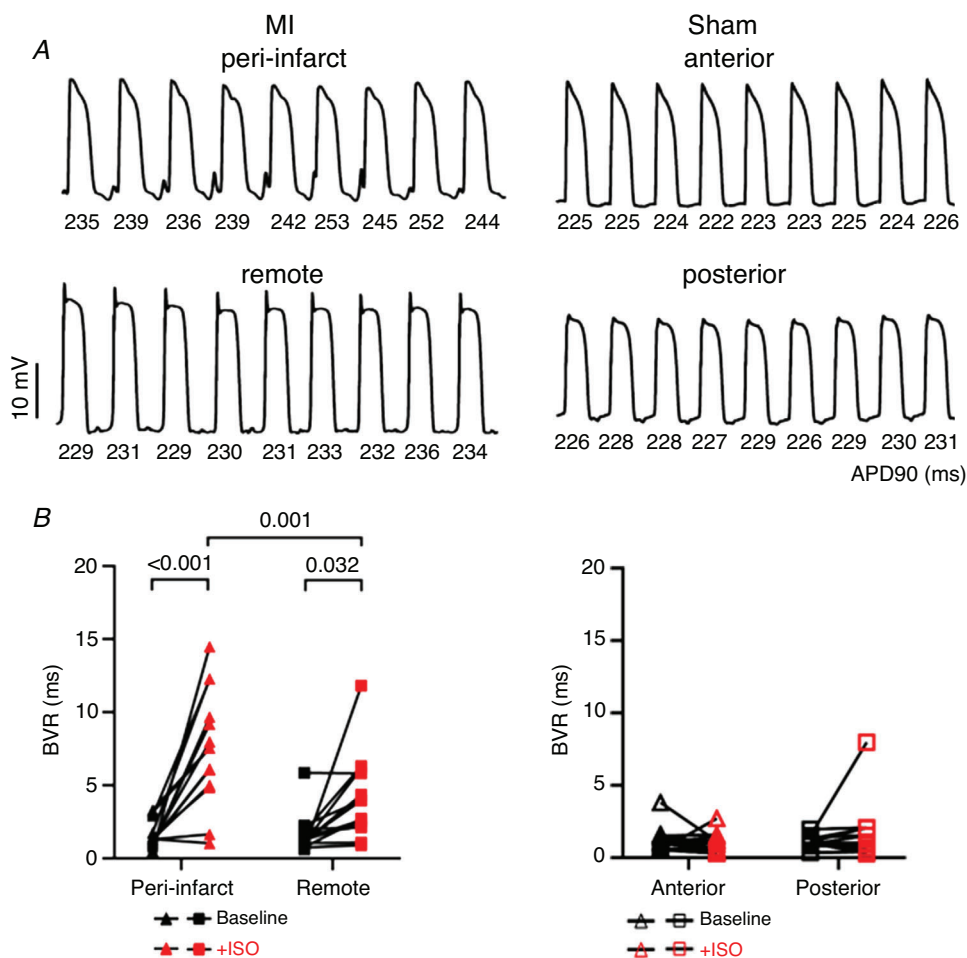 MI
Sham
A
peri-infarct
anterior
235 239 236 239 242 253 245 252 244
225 225 224 222 223 223 225 224 226
remote
posterior
10 mV
229 231 229 230 231 233 232 236 234
226 228 228 227 229 226 229 230 231
APD90 (ms)
B
0.001
<0.001
0.032
20
15
10
5
0
BVR (ms)
Peri-infarct
Remote
Baseline
+ISO
20
15
10
5
0
BVR (ms)
Anterior
Posterior
Baseline
+ISO